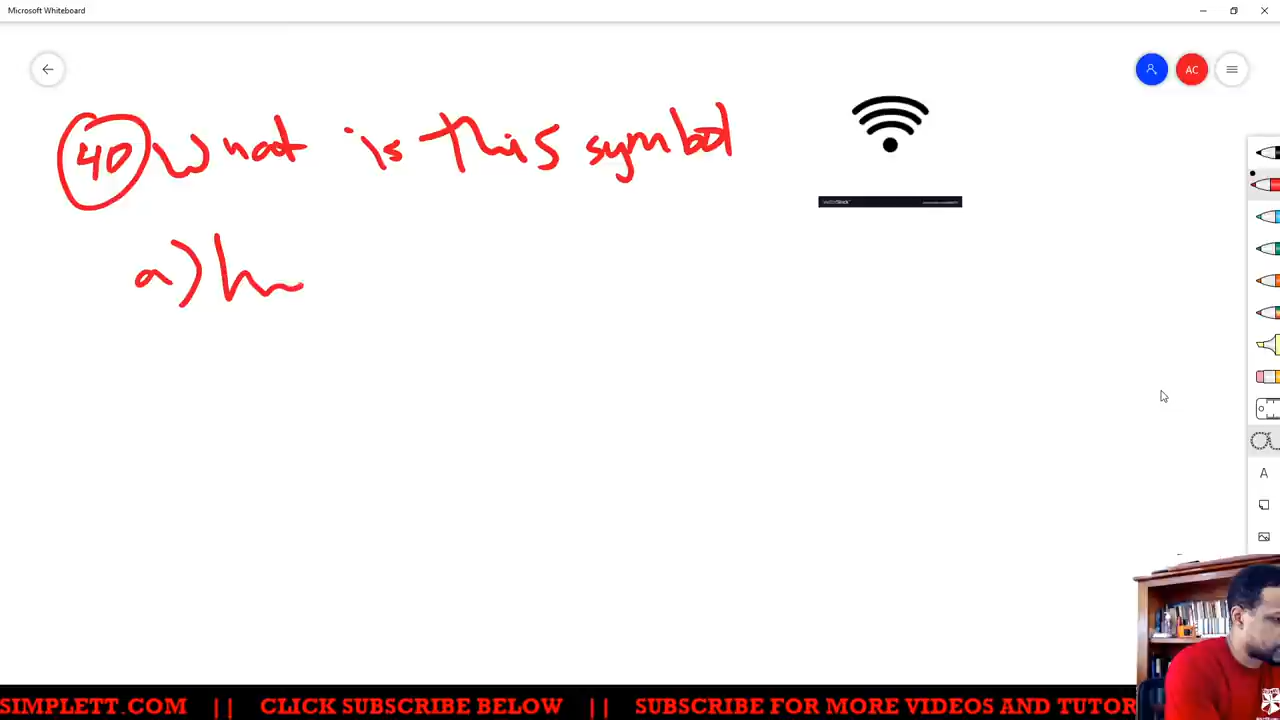 Microsoft Whiteboard
AC
40 What is this symbol
a) h
A
SIMPLETT.COM || CLICK SUBSCRIBE BELOW || SUBSCRIBE FOR MORE VIDEOS AND TUTOR